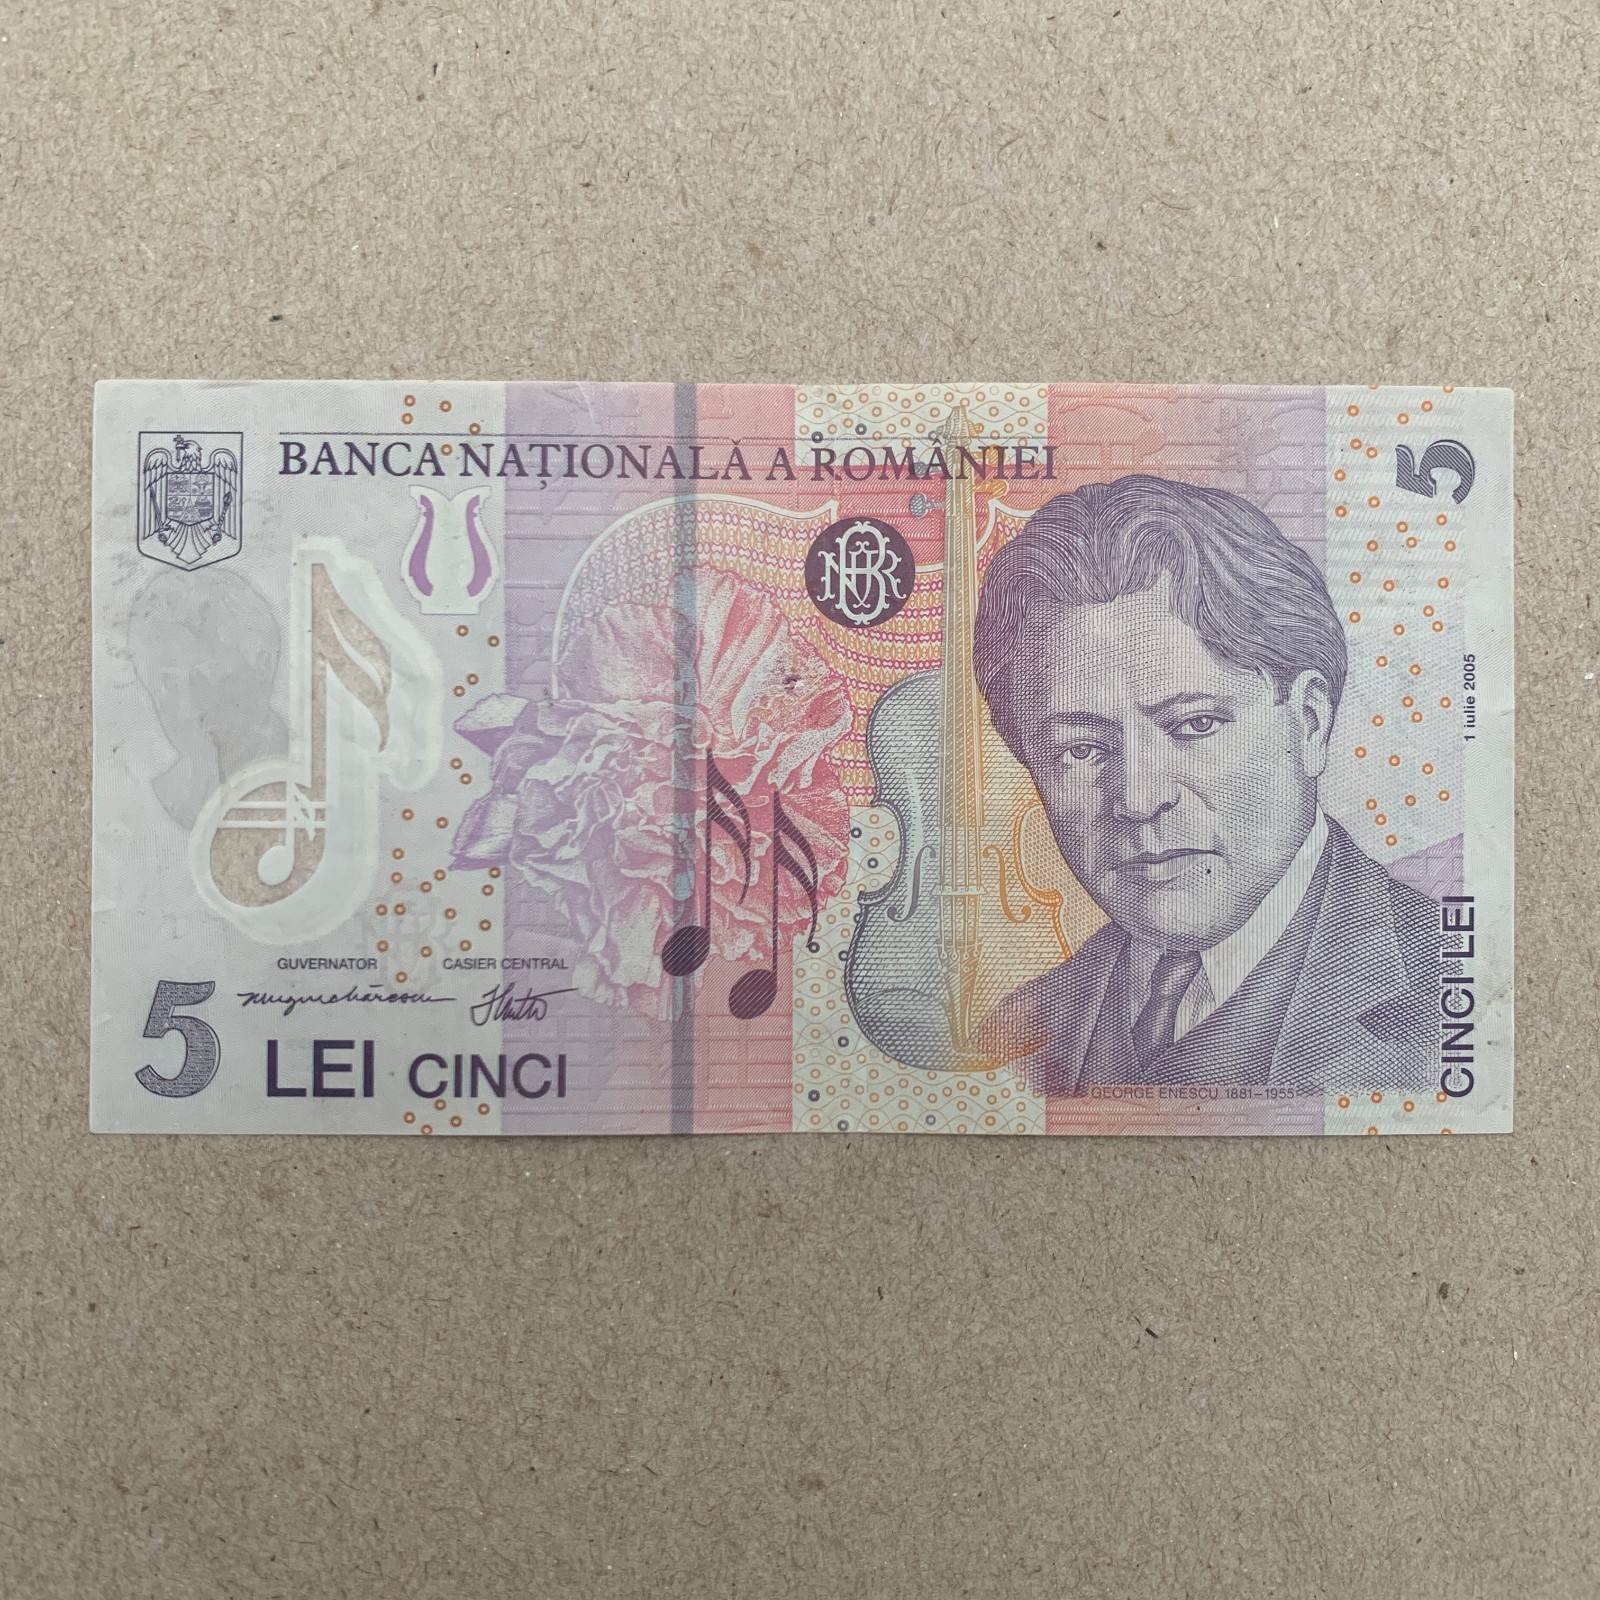 BANCA NAȚIONALĂ A ROMÂNIEI
5
NBR
1 iulie 2005
GUVERNATOR CASIER CENTRAL
5 LEI CINCI
GEORGE ENESCU 1881–1955
CINCI LEI